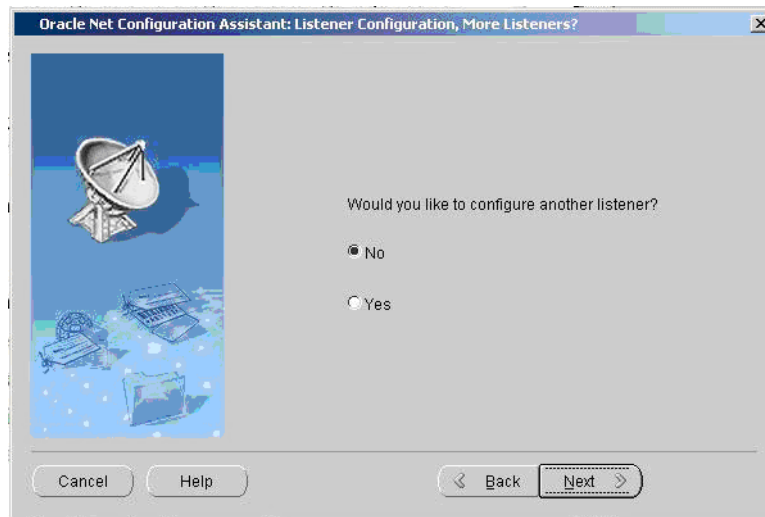 Oracle Net Configuration Assistant: Listener Configuration, More Listeners?
Would you like to configure another listener?
No
Yes
Cancel
Help
Back
Next